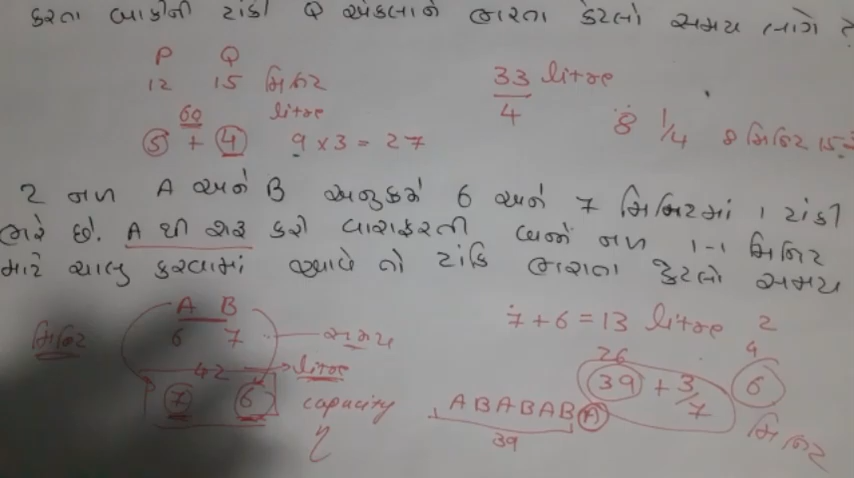 કરતા બાકીની ટાંકી Q એકલાને ભરતા કેટલો સમય લાગે ?
P Q
12 15 મિનિટ
60 litre
5 + 4 9 x 3 = 27
33/4 litre
8 1/4 8 મિનિટ 15
2 નળ A અને B અનુક્રમે 6 અને 7 મિનિટમાં 1 ટાંકી
ભરે છે. A થી શરૂ કરી વારાફરતી બન્ને નળ 1-1 મિનિટ
માટે ચાલુ કરવામાં આવે તો ટાંકિ ભરાતા કેટલો સમય
A B
મિનિટ 6 7 સમય
42 litre
7 6 capacity
7 + 6 = 13 litre 2
26 4
39 + 3/7 6
ABABAB A મિનિટ
39